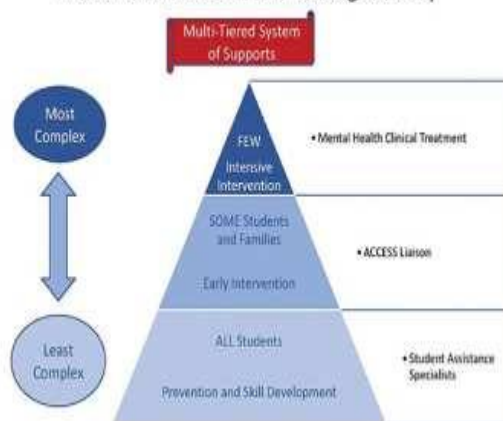 Multi-Tiered System
of Supports
Most
Complex
FEW
Intensive
Intervention
• Mental Health Clinical Treatment
SOME Students
and Families
Early Intervention
• ACCESS Liaison
Least
Complex
ALL Students
Prevention and Skill Development
• Student Assistance
Specialists